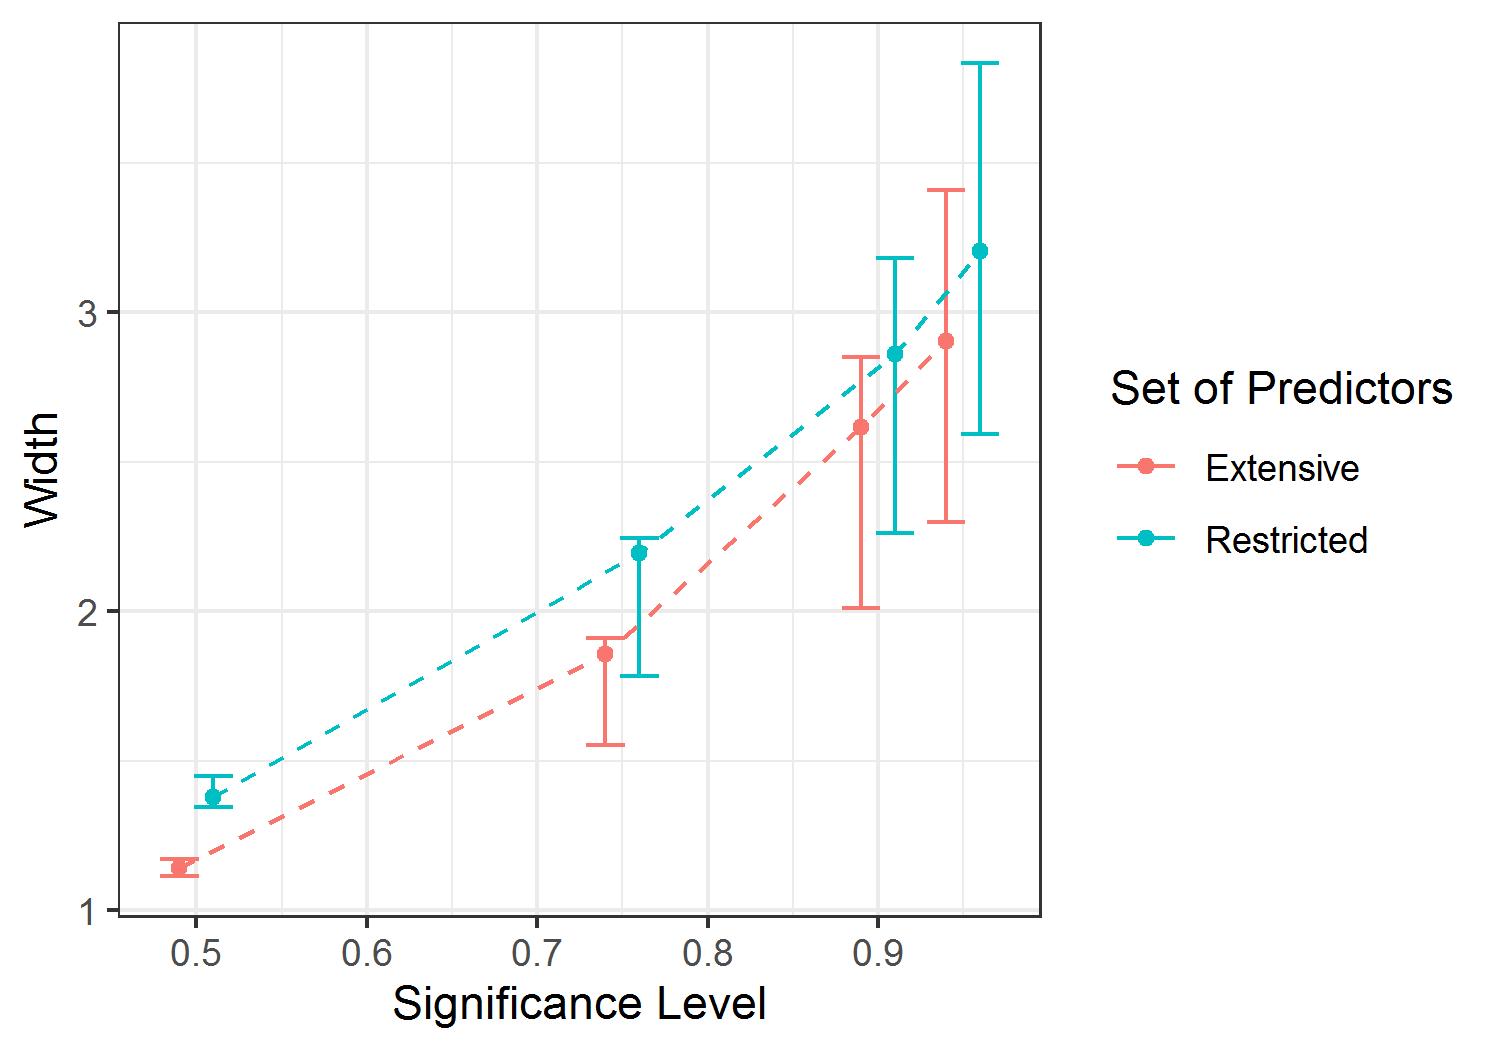 3
2
1
0.5 0.6 0.7 0.8 0.9
Significance Level
Width
Set of Predictors
Extensive
Restricted